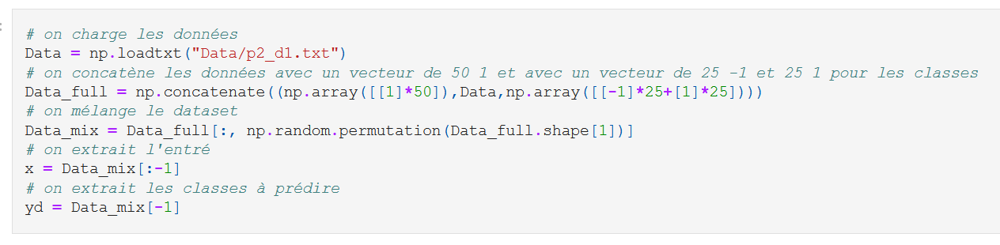 # on charge les données
Data = np.loadtxt("Data/p2_d1.txt")
# on concatène les données avec un vecteur de 50 1 et avec un vecteur de 25 -1 et 25 1 pour les classes
Data_full = np.concatenate((np.array([[1]*50]),Data,np.array([[-1]*25+[1]*25])))
# on mélange le dataset
Data_mix = Data_full[:, np.random.permutation(Data_full.shape[1])]
# on extrait l'entré
x = Data_mix[:-1]
# on extrait les classes à prédire
yd = Data_mix[-1]